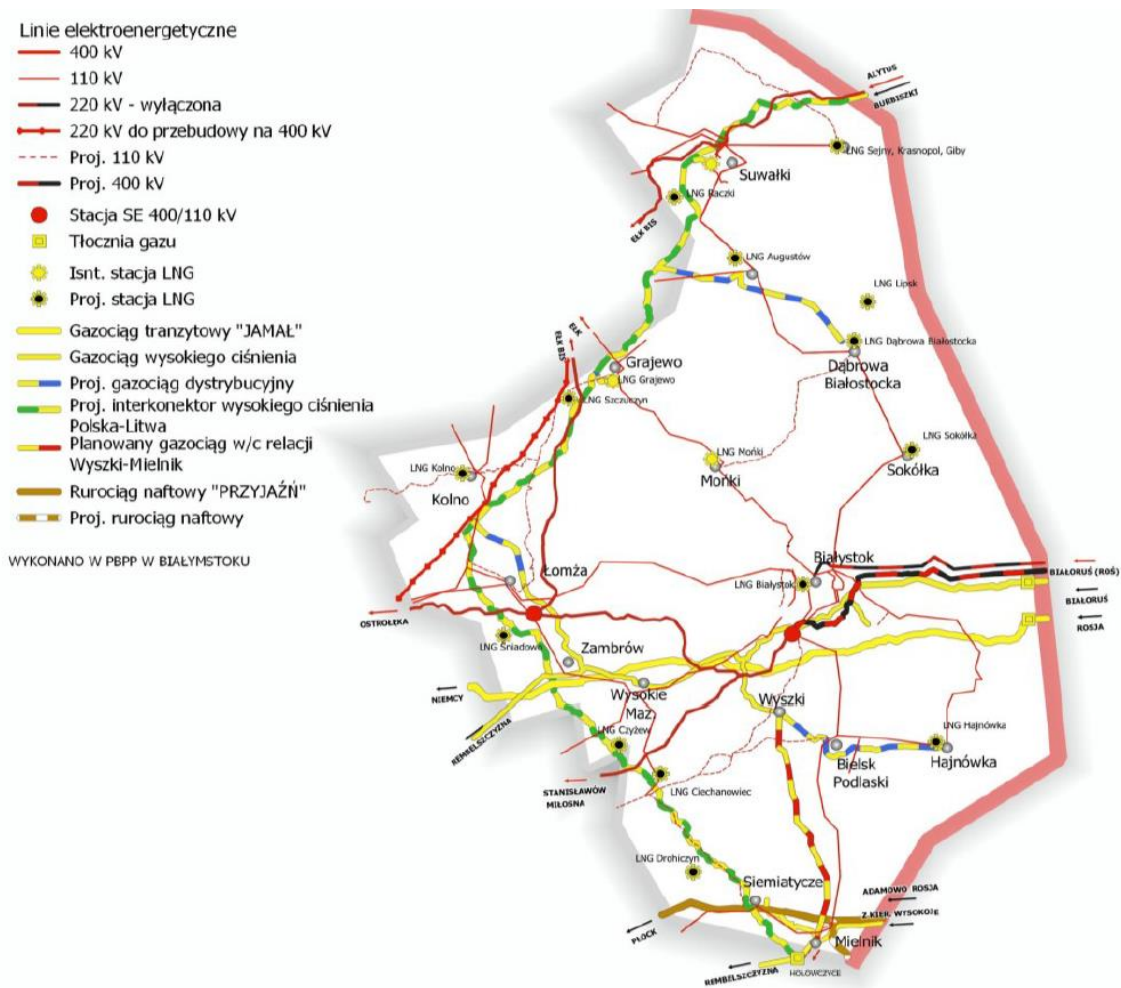 Linie elektroenergetyczne
400 kV
110 kV
220 kV - wyłączona
220 kV do przebudowy na 400 kV
Proj. 110 kV
Proj. 400 kV
Stacja SE 400/110 kV
Tłocznia gazu
Isnt. stacja LNG
Proj. stacja LNG
Gazociąg tranzytowy "JAMAŁ"
Gazociąg wysokiego ciśnienia
Proj. gazociąg dystrybucyjny
Proj. interkonektor wysokiego ciśnienia
Polska-Litwa
Planowany gazociąg w/c relacji
Wyszki-Mielnik
Rurociąg naftowy "PRZYJAŹŃ"
Proj. rurociąg naftowy
WYKONANO W PBPP W BIAŁYMSTOKU
ALYTUS
BURBISZKI
LNG Sejny, Krasnopol, Giby
Suwałki
LNG Raczki
EŁK BIS
LNG Augustów
LNG Lipsk
EŁK
EŁK BIS
LNG Dąbrowa Białostocka
Grajewo
Dąbrowa
Białostocka
LNG Grajewo
LNG Szczuczyn
LNG Sokółka
LNG Mońki
Sokółka
LNG Kolno
Mońki
Kolno
Białystok
Łomża
BIAŁORUŚ (ROŚ)
LNG Białystok
BIAŁORUŚ
OSTROŁĘKA
ROSJA
LNG Śniadowo
Zambrów
NIEMCY
Wysokie
Maz.
Wyszki
REMBELSZCZYZNA
LNG Czyżew
LNG Hajnówka
Bielsk
Podlaski
Hajnówka
STANISŁAWÓW
MIŁOSNA
LNG Ciechanowiec
LNG Drohiczyn
Siemiatycze
ADAMOWO ROSJA
Z KIER. WYSOKOJE
PŁOCK
Mielnik
REMBELSZCZYZNA
HOŁOWCZYCE